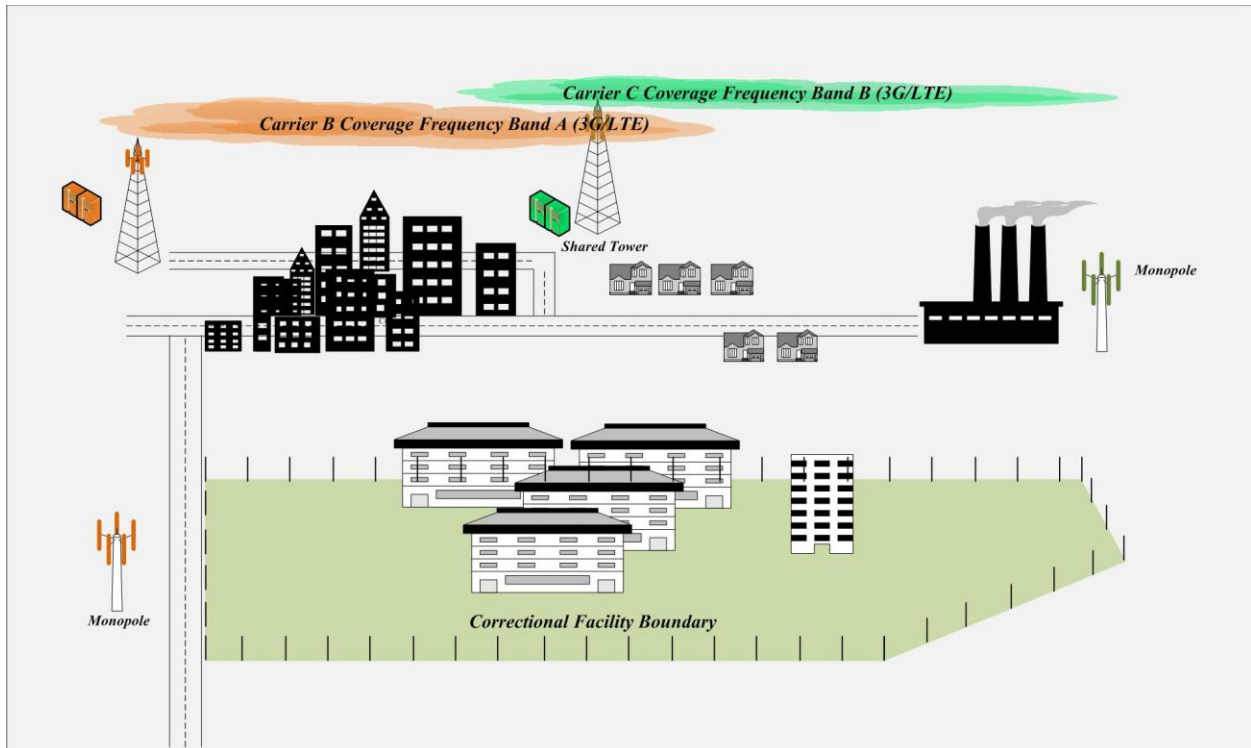 Carrier C Coverage Frequency Band B (3G/LTE)
Carrier B Coverage Frequency Band A (3G/LTE)
Shared Tower
Monopole
Monopole
Correctional Facility Boundary